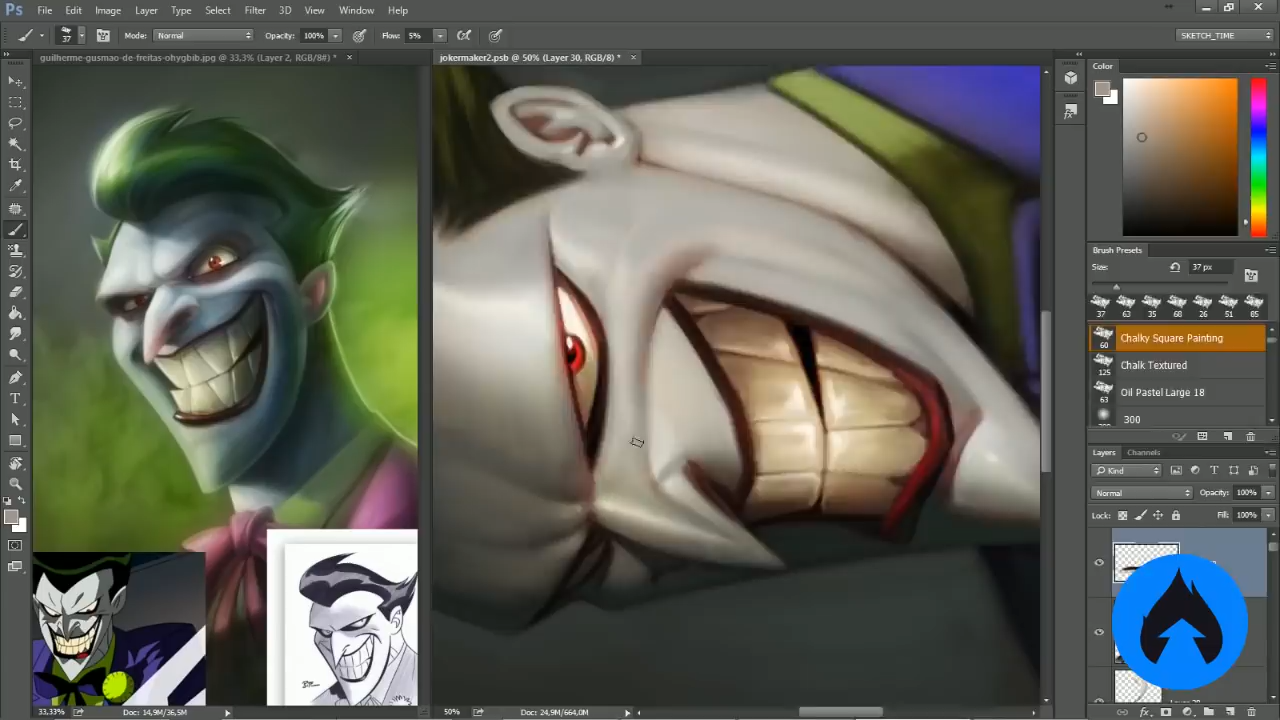 Ps File Edit Image Layer Type Select Filter 3D View Window Help
37 Mode: Normal Opacity: 100% Flow: 5% SKETCH_TIME
guilherme-gusmao-de-freitas-ohygbib.jpg @ 33,3% (Layer 2, RGB/8#) * ×
jokermaker2.psb @ 50% (Layer 30, RGB/8) * ×
Color
Brush Presets
Size: 37 px
37 63 35 68 26 51 85
60 Chalky Square Painting
125 Chalk Textured
63 Oil Pastel Large 18
300
Layers Channels
Kind
Normal Opacity: 100%
Lock: Fill: 100%
33,33% Doc: 14,9M/36,5M
50% Doc: 24,9M/664,0M
fx